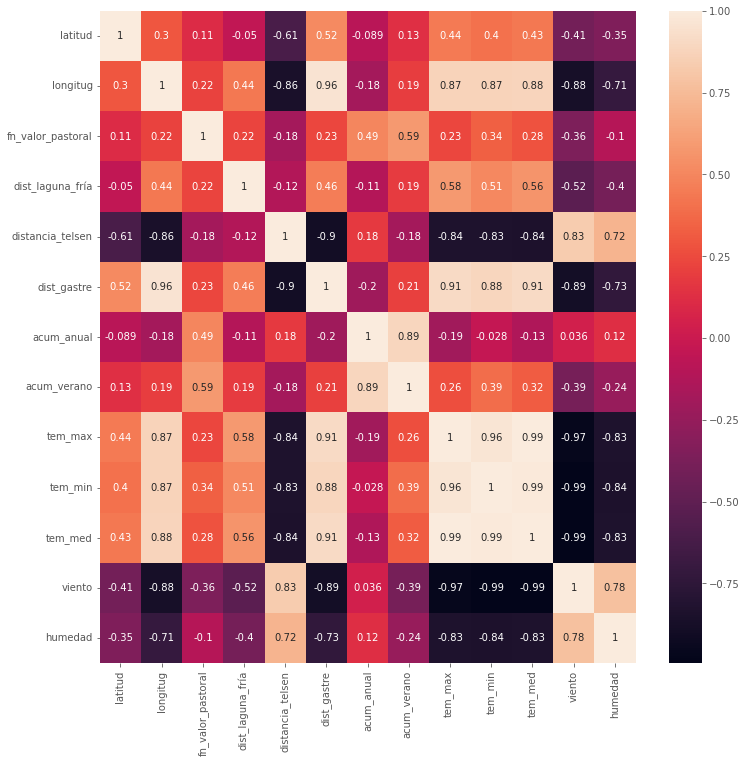 latitud 1 0.3 0.11 -0.05 -0.61 0.52 -0.089 0.13 0.44 0.4 0.43 -0.41 -0.35
longitug 0.3 1 0.22 0.44 -0.86 0.96 -0.18 0.19 0.87 0.87 0.88 -0.88 -0.71
fn_valor_pastoral 0.11 0.22 1 0.22 -0.18 0.23 0.49 0.59 0.23 0.34 0.28 -0.36 -0.1
dist_laguna_fría -0.05 0.44 0.22 1 -0.12 0.46 -0.11 0.19 0.58 0.51 0.56 -0.52 -0.4
distancia_telsen -0.61 -0.86 -0.18 -0.12 1 -0.9 0.18 -0.18 -0.84 -0.83 -0.84 0.83 0.72
dist_gastre 0.52 0.96 0.23 0.46 -0.9 1 -0.2 0.21 0.91 0.88 0.91 -0.89 -0.73
acum_anual -0.089 -0.18 0.49 -0.11 0.18 -0.2 1 0.89 -0.19 -0.028 -0.13 0.036 0.12
acum_verano 0.13 0.19 0.59 0.19 -0.18 0.21 0.89 1 0.26 0.39 0.32 -0.39 -0.24
tem_max 0.44 0.87 0.23 0.58 -0.84 0.91 -0.19 0.26 1 0.96 0.99 -0.97 -0.83
tem_min 0.4 0.87 0.34 0.51 -0.83 0.88 -0.028 0.39 0.96 1 0.99 -0.99 -0.84
tem_med 0.43 0.88 0.28 0.56 -0.84 0.91 -0.13 0.32 0.99 0.99 1 -0.99 -0.83
viento -0.41 -0.88 -0.36 -0.52 0.83 -0.89 0.036 -0.39 -0.97 -0.99 -0.99 1 0.78
humedad -0.35 -0.71 -0.1 -0.4 0.72 -0.73 0.12 -0.24 -0.83 -0.84 -0.83 0.78 1
latitud
longitug
fn_valor_pastoral
dist_laguna_fría
distancia_telsen
dist_gastre
acum_anual
acum_verano
tem_max
tem_min
tem_med
viento
humedad
1.00
0.75
0.50
0.25
0.00
-0.25
-0.50
-0.75